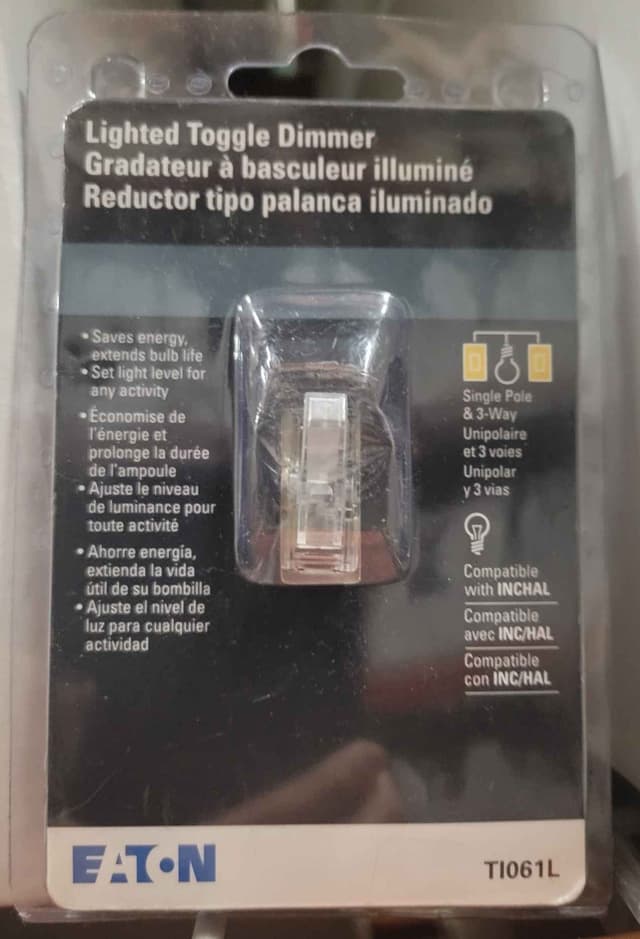 Lighted Toggle Dimmer
Gradateur à basculeur illuminé
Reductor tipo palanca iluminado
• Saves energy,
extends bulb life
• Set light level for
any activity
• Économise de
l'énergie et
prolonge la durée
de l'ampoule
• Ajuste le niveau
de luminance pour
toute activité
• Ahorre energía,
extienda la vida
útil de su bombilla
• Ajuste el nivel de
luz para cualquier
actividad
Single Pole
& 3-Way
Unipolaire
et 3 voies
Unipolar
y 3 vias
Compatible
with INCHAL
Compatible
avec INC/HAL
Compatible
con INC/HAL
EATON
TI061L